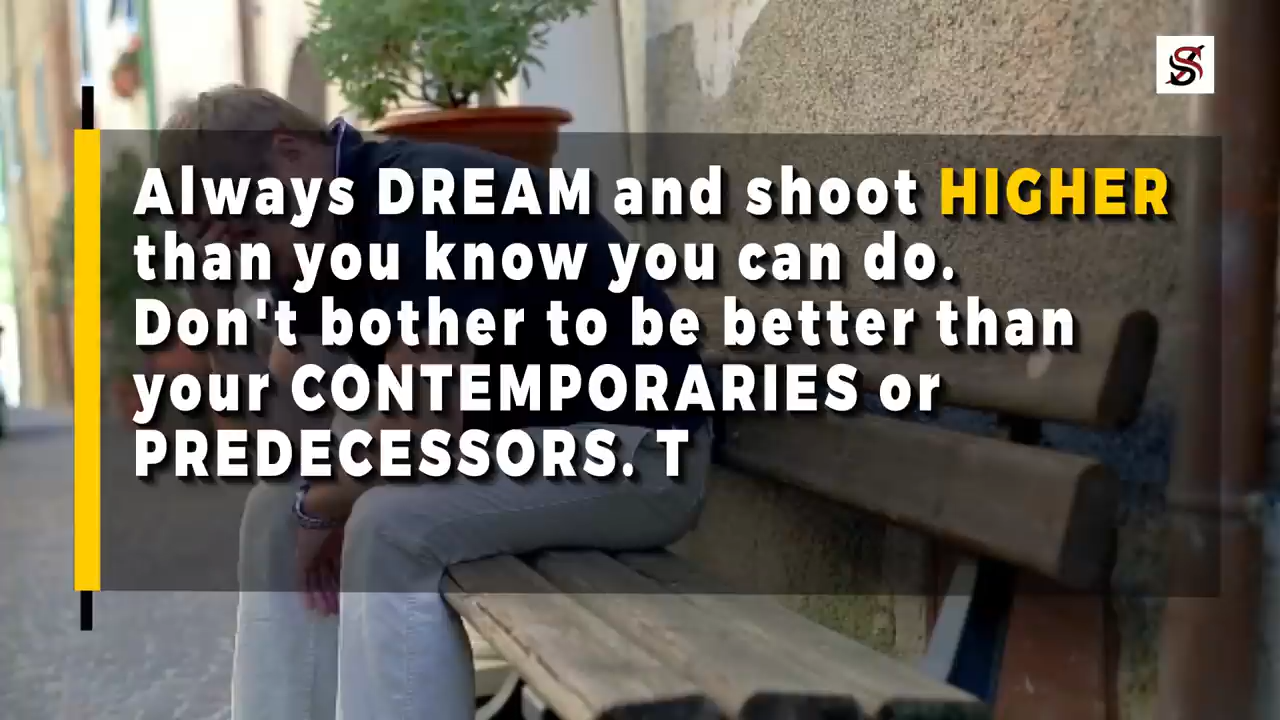 Always DREAM and shoot HIGHER
than you know you can do.
Don't bother to be better than
your CONTEMPORARIES or
PREDECESSORS. T